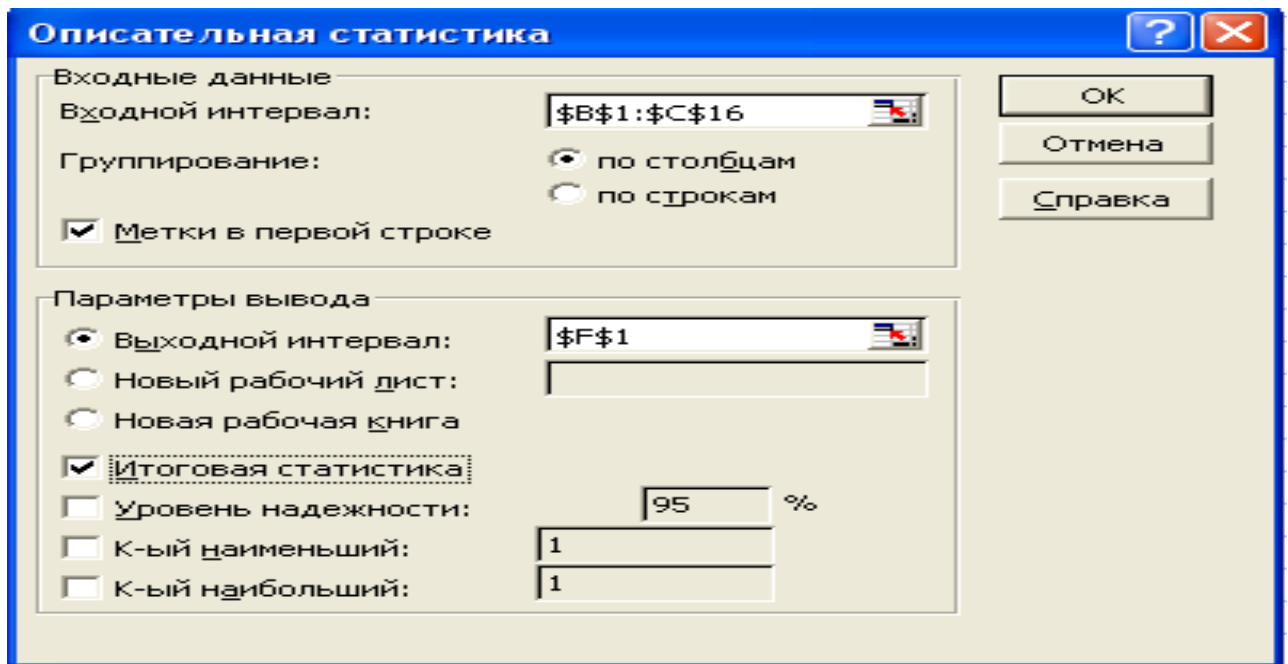 Описательная статистика
Входные данные
Входной интервал: $B$1:$C$16
Группирование: по столбцам
по строкам
Метки в первой строке
OK
Отмена
Справка
Параметры вывода
Выходной интервал: $F$1
Новый рабочий лист:
Новая рабочая книга
Итоговая статистика
Уровень надежности: 95 %
К-ый наименьший: 1
К-ый наибольший: 1